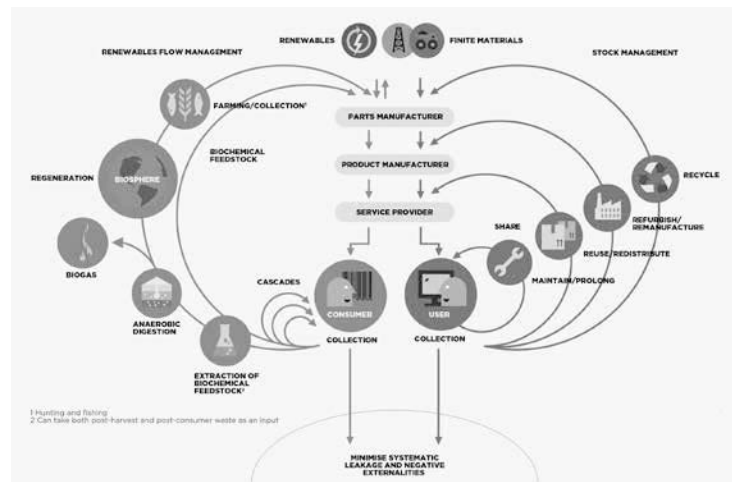 RENEWABLES
FINITE MATERIALS
RENEWABLES FLOW MANAGEMENT
STOCK MANAGEMENT
FARMING/COLLECTION¹
PARTS MANUFACTURER
BIOCHEMICAL
FEEDSTOCK
PRODUCT MANUFACTURER
REGENERATION
BIOSPHERE
RECYCLE
SERVICE PROVIDER
REFURBISH/
REMANUFACTURE
SHARE
REUSE/REDISTRIBUTE
BIOGAS
CASCADES
MAINTAIN/PROLONG
CONSUMER
USER
ANAEROBIC
DIGESTION
COLLECTION
COLLECTION
EXTRACTION OF
BIOCHEMICAL
FEEDSTOCK²
1 Hunting and fishing
2 Can take both post-harvest and post-consumer waste as an input
MINIMISE SYSTEMATIC
LEAKAGE AND NEGATIVE
EXTERNALITIES